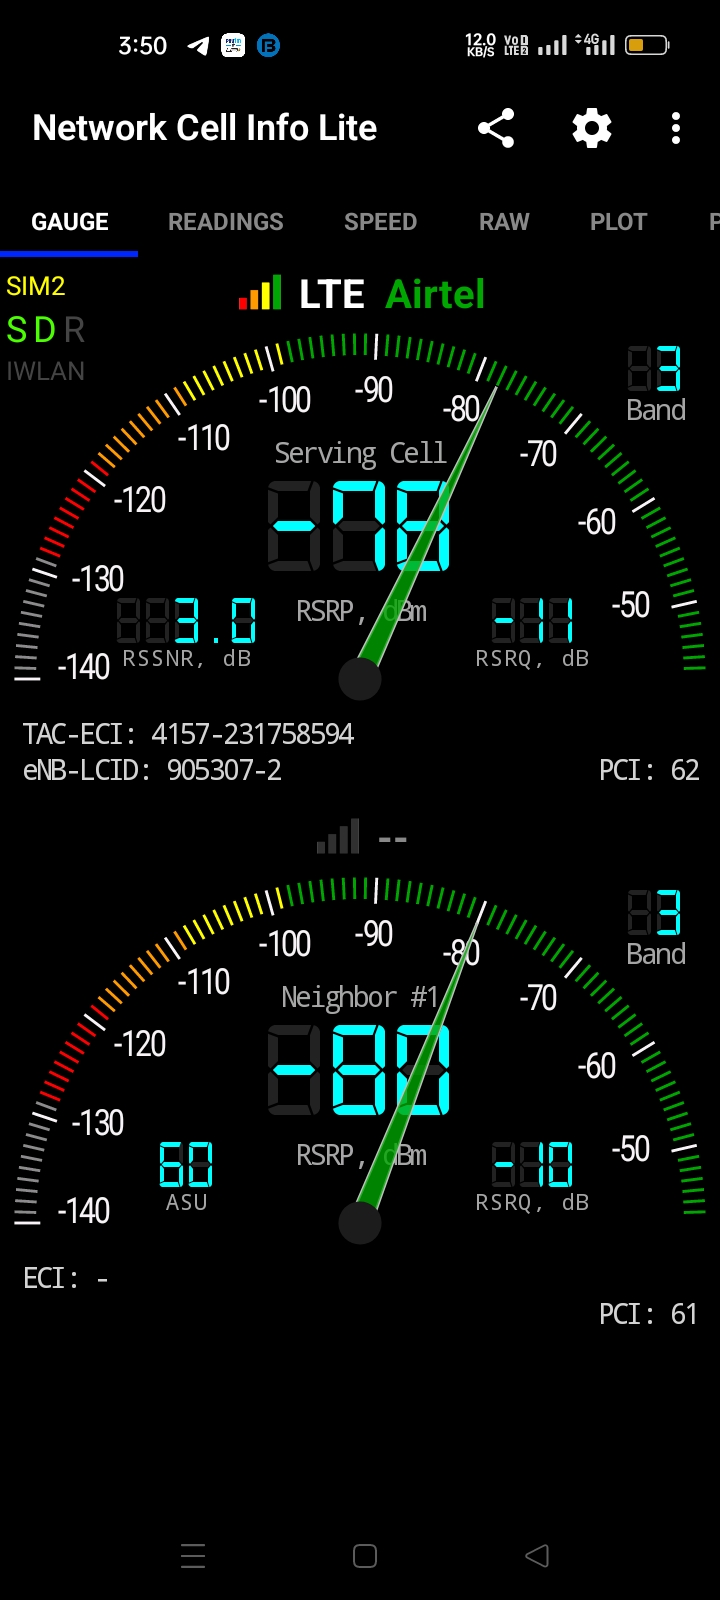 3:50
12.0 KB/S
VoD LTE2
4G
Network Cell Info Lite
GAUGE READINGS SPEED RAW PLOT
SIM2
LTE Airtel
S D R
IWLAN
3
Band
-140 -130 -120 -110 -100 -90 -80 -70 -60 -50
Serving Cell
-78
RSRP, dBm
3.0
RSSNR, dB
-11
RSRQ, dB
TAC-ECI: 4157-231758594
eNB-LCID: 905307-2
PCI: 62
--
3
Band
-140 -130 -120 -110 -100 -90 -80 -70 -60 -50
Neighbor #1
-80
RSRP, dBm
60
ASU
-10
RSRQ, dB
ECI: -
PCI: 61